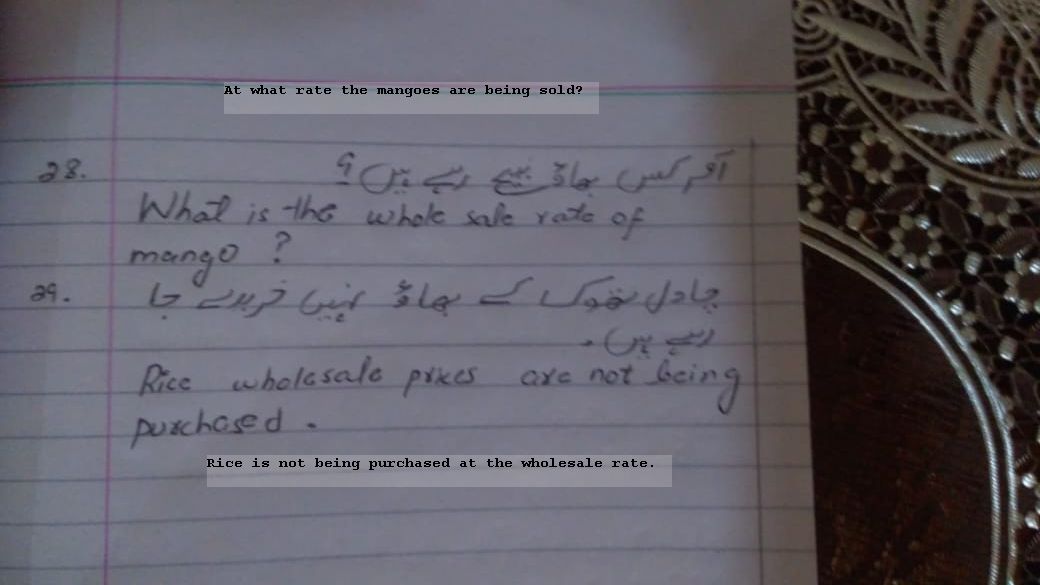 At what rate the mangoes are being sold?
28. آم کس بھاؤ بیچے رہے ہیں؟
What is the whole sale rate of
mango ?
29. چاول تھوک کے بھاؤ نہیں خریدے جا
رہے ہیں.
Rice wholesale prices are not being
purchased .
Rice is not being purchased at the wholesale rate.